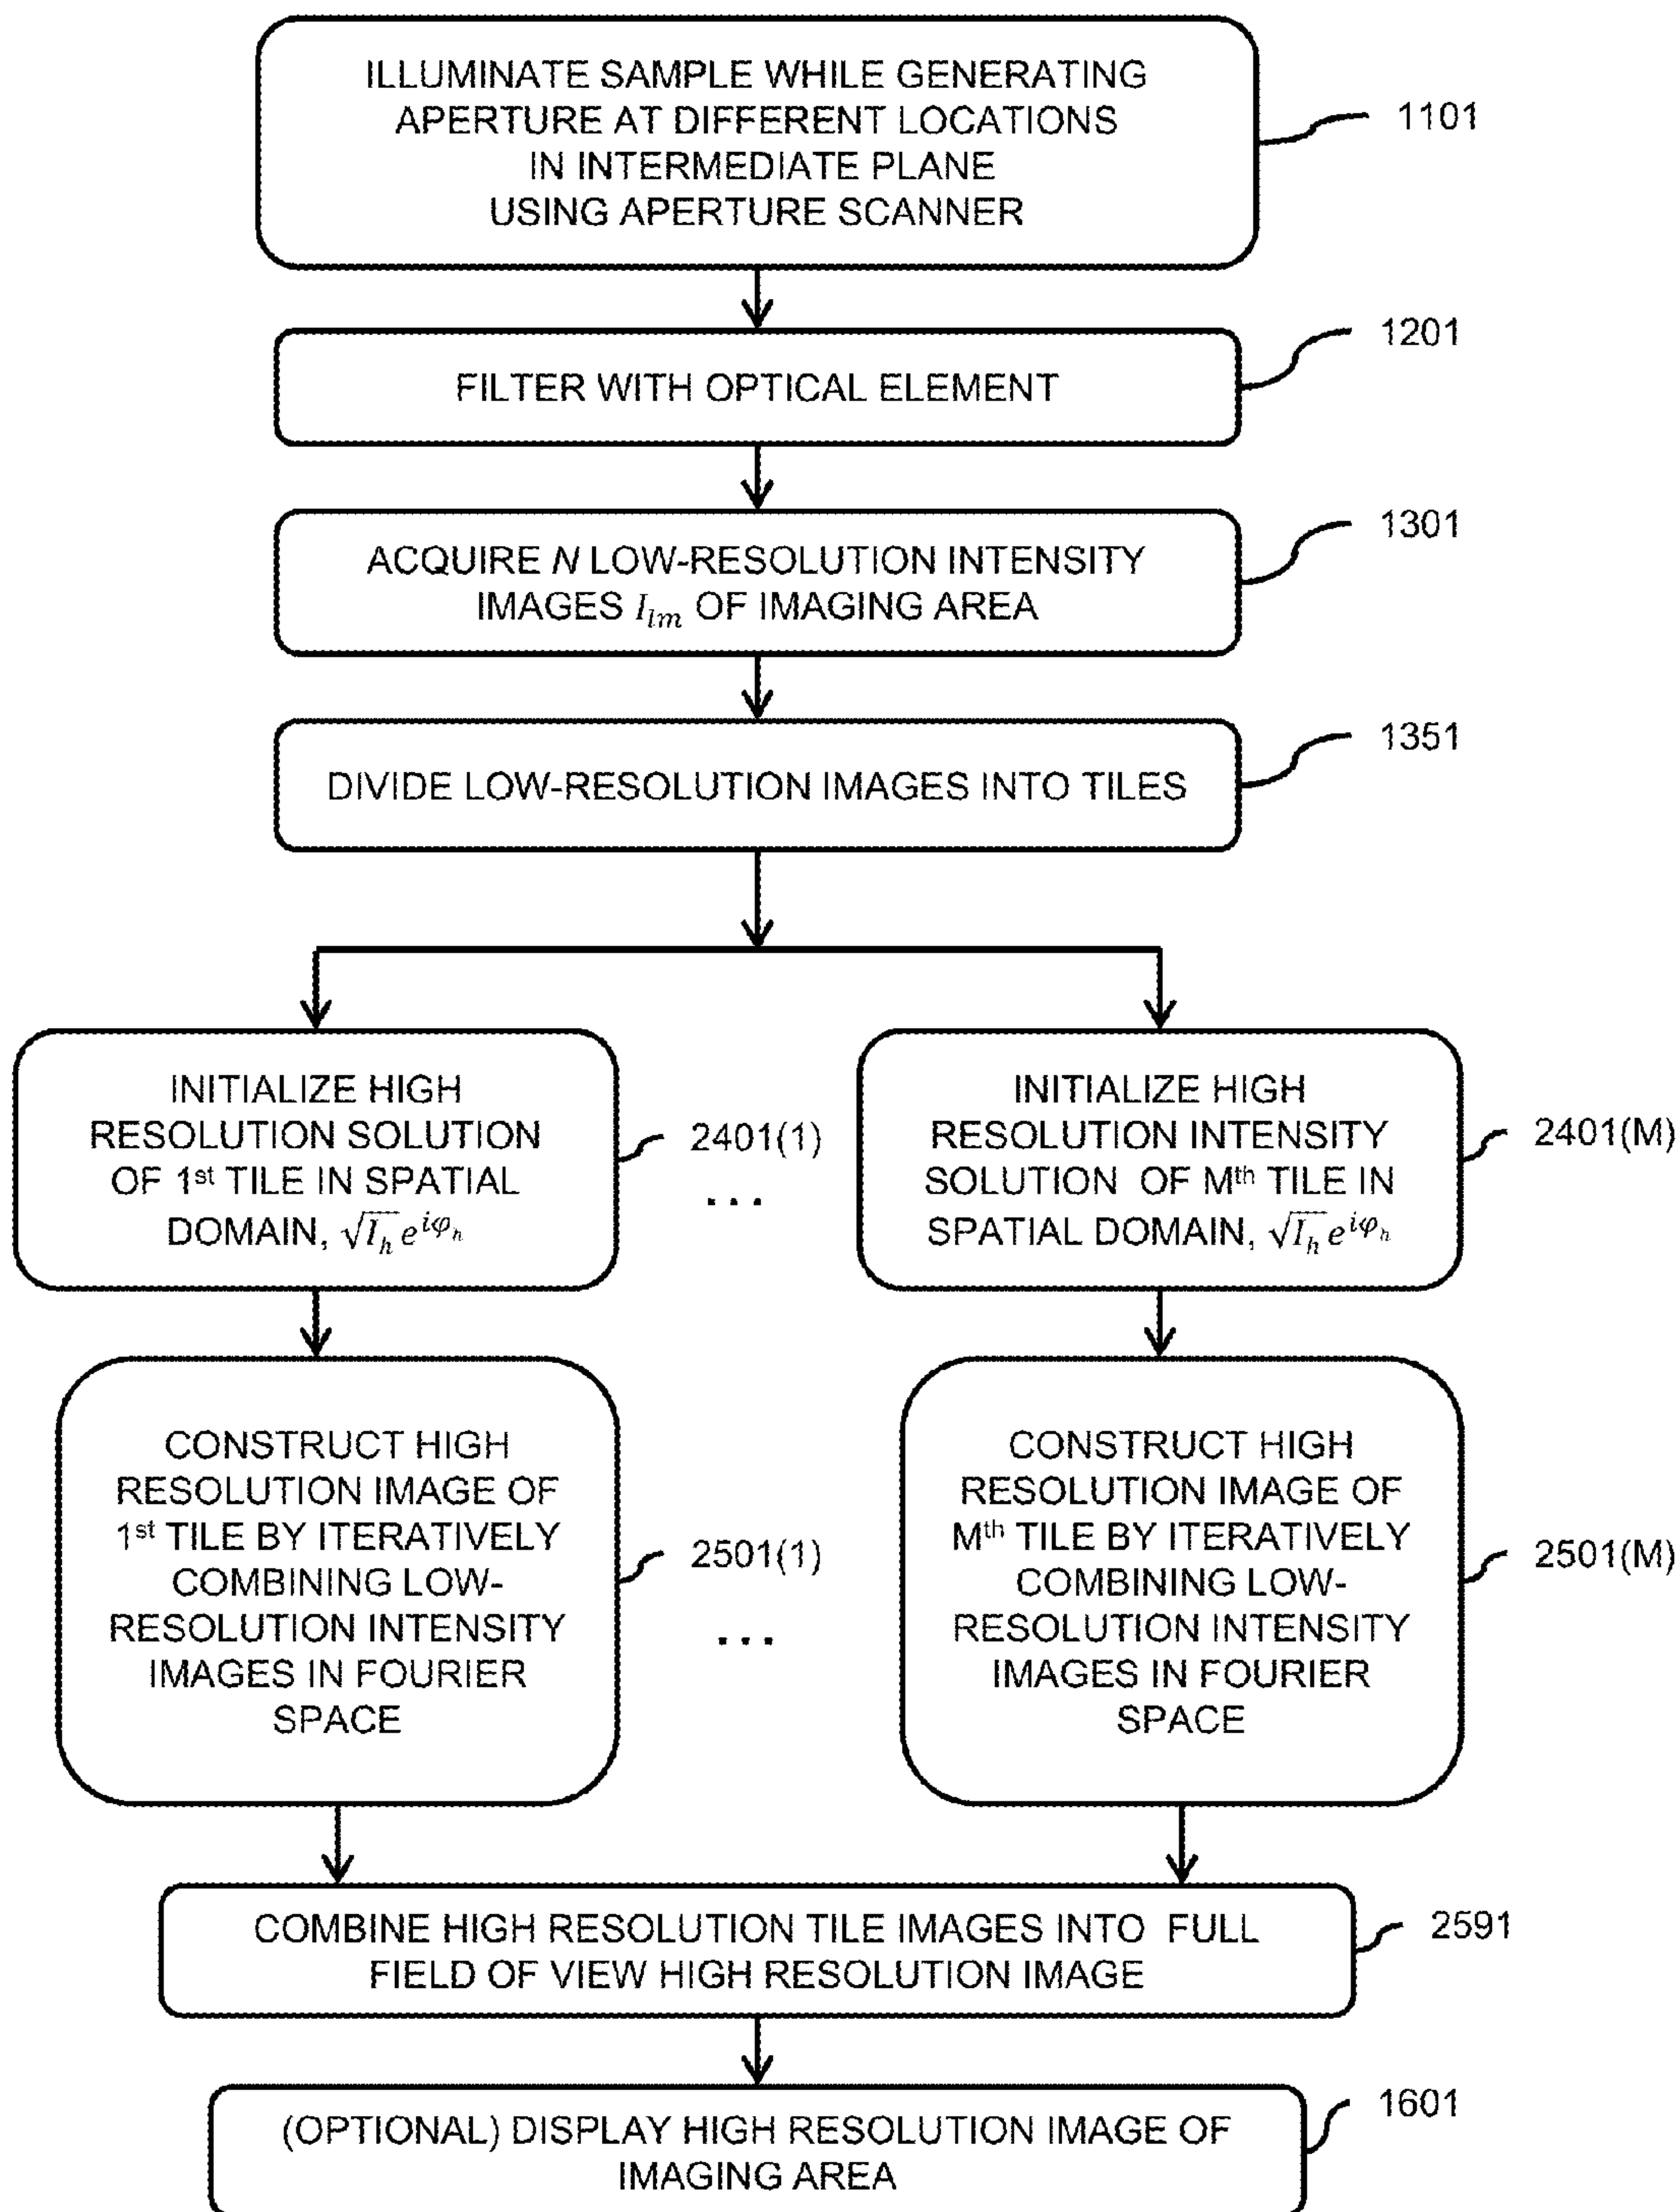 ILLUMINATE SAMPLE WHILE GENERATING
APERTURE AT DIFFERENT LOCATIONS
IN INTERMEDIATE PLANE
USING APERTURE SCANNER
1101
FILTER WITH OPTICAL ELEMENT
1201
ACQUIRE N LOW-RESOLUTION INTENSITY
IMAGES I_{lm} OF IMAGING AREA
1301
DIVIDE LOW-RESOLUTION IMAGES INTO TILES
1351
INITIALIZE HIGH
RESOLUTION SOLUTION
OF 1st TILE IN SPATIAL
DOMAIN, √I_h e^{iφ_h}
2401(1)
...
INITIALIZE HIGH
RESOLUTION INTENSITY
SOLUTION OF Mth TILE IN
SPATIAL DOMAIN, √I_h e^{iφ_h}
2401(M)
CONSTRUCT HIGH
RESOLUTION IMAGE OF
1st TILE BY ITERATIVELY
COMBINING LOW-
RESOLUTION INTENSITY
IMAGES IN FOURIER
SPACE
2501(1)
...
CONSTRUCT HIGH
RESOLUTION IMAGE OF
Mth TILE BY ITERATIVELY
COMBINING LOW-
RESOLUTION INTENSITY
IMAGES IN FOURIER
SPACE
2501(M)
COMBINE HIGH RESOLUTION TILE IMAGES INTO FULL
FIELD OF VIEW HIGH RESOLUTION IMAGE
2591
(OPTIONAL) DISPLAY HIGH RESOLUTION IMAGE OF
IMAGING AREA
1601